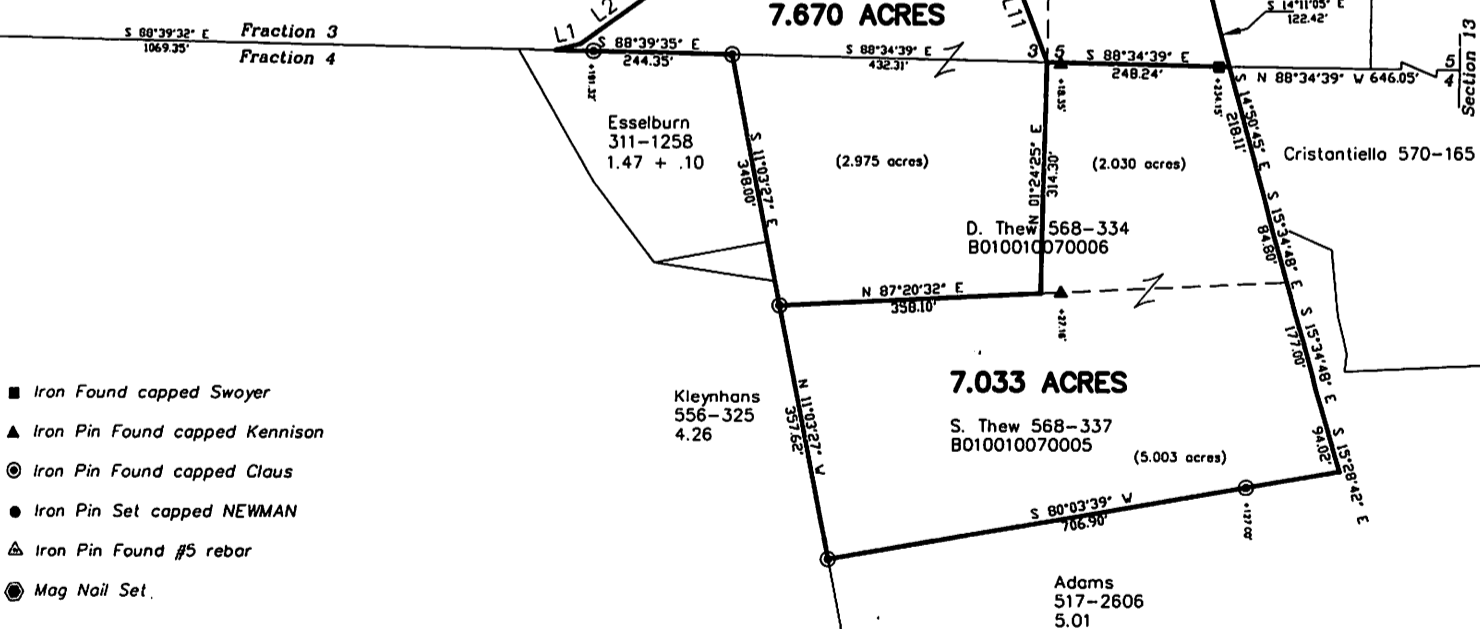 7.670 ACRES
S 14°11'05" E
122.42'
L1
L2
L11
S 88°39'32" E
1069.35'
Fraction 3
Fraction 4
S 88°39'35" E
244.35'
S 88°34'39" E
432.31'
3
5
S 88°34'39" E
248.24'
N 88°34'39" W 646.05'
5
4
Section 13
+18.35'
+234.15'
Esselburn
311-1258
1.47 + .10
S 11°03'27" E
348.00'
(2.975 acres)
N 01°24'25" E
314.30'
(2.030 acres)
S 14°50'45" E
218.11'
Cristantiello 570-165
D. Thew 568-334
B010010070006
S 15°34'48" E
84.80'
N 87°20'32" E
358.10'
+27.16'
S 15°34'48" E
177.00'
7.033 ACRES
S. Thew 568-337
B010010070005
(5.003 acres)
Kleynhans
556-325
4.26
N 11°03'27" W
357.62'
S 15°28'42" E
94.02'
S 80°03'39" W
706.90'
+127.00'
Adams
517-2606
5.01
Iron Found capped Swoyer
Iron Pin Found capped Kennison
Iron Pin Found capped Claus
Iron Pin Set capped NEWMAN
Iron Pin Found #5 rebar
Mag Nail Set.